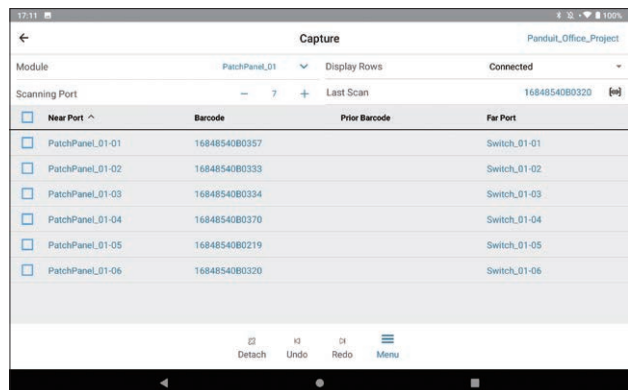 17:11 100%
Capture Panduit_Office_Project
Module PatchPanel_01 Display Rows Connected
Scanning Port − 7 + Last Scan 16848540B0320
Near Port Barcode Prior Barcode Far Port
PatchPanel_01-01 16848540B0357 Switch_01-01
PatchPanel_01-02 16848540B0333 Switch_01-02
PatchPanel_01-03 16848540B0334 Switch_01-03
PatchPanel_01-04 16848540B0370 Switch_01-04
PatchPanel_01-05 16848540B0219 Switch_01-05
PatchPanel_01-06 16848540B0320 Switch_01-06
Detach Undo Redo Menu